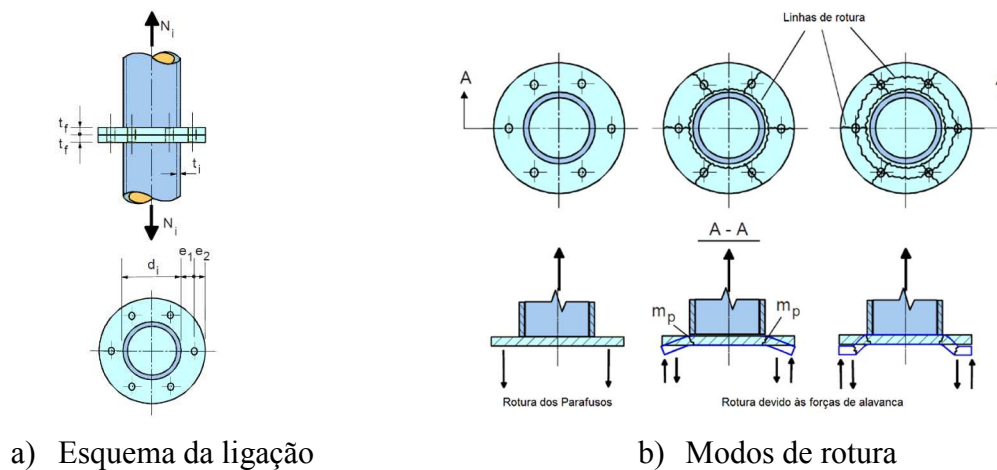 N_i
t_f
t_f
t_i
N_i
d_i
e_1 e_2
a) Esquema da ligação
Linhas de rotura
A
A - A
m_p
m_p
Rotura dos Parafusos
Rotura devido às forças de alavanca
b) Modos de rotura